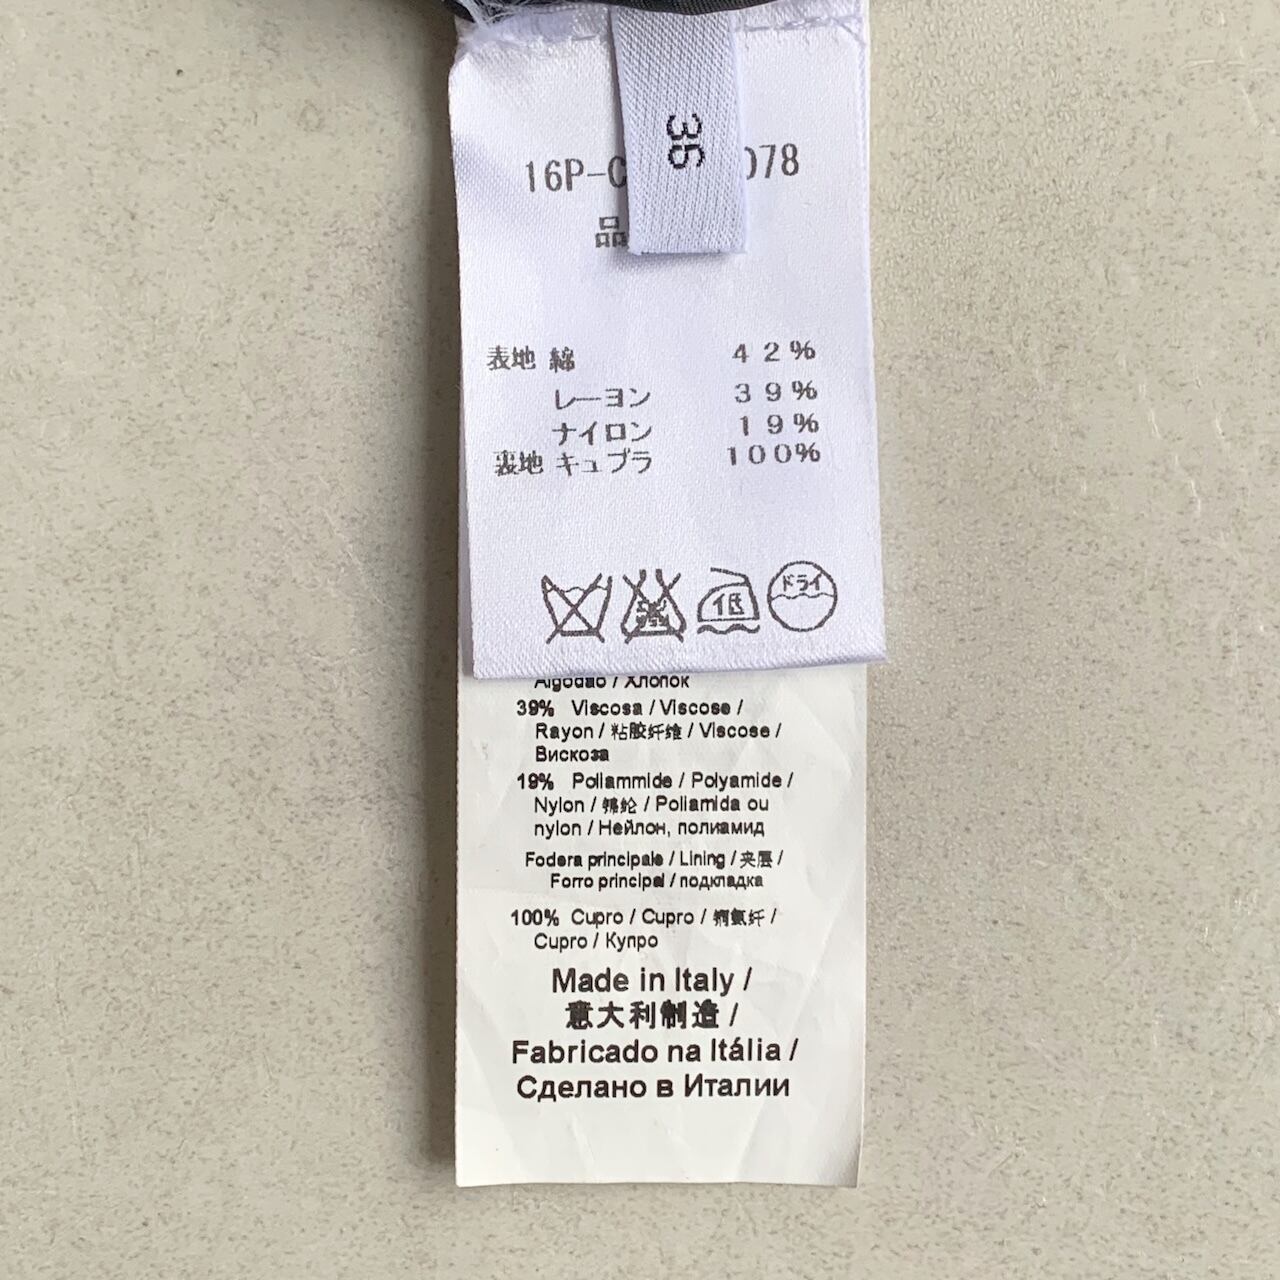 36
16P-C
078
品
表地 綿 42%
レーヨン 39%
ナイロン 19%
裏地 キュプラ 100%
低
ドライ
Algodão / Хлопок
39% Viscosa / Viscose /
Rayon / 粘胶纤维 / Viscose /
Вискоза
19% Poliammide / Polyamide /
Nylon / 锦纶 / Poliamida ou
nylon / Нейлон, полиамид
Fodera principale / Lining / 夹层 /
Forro principal / подкладка
100% Cupro / Cupro / 铜氨纤 /
Cupro / Купро
Made in Italy /
意大利制造 /
Fabricado na Itália /
Сделано в Италии